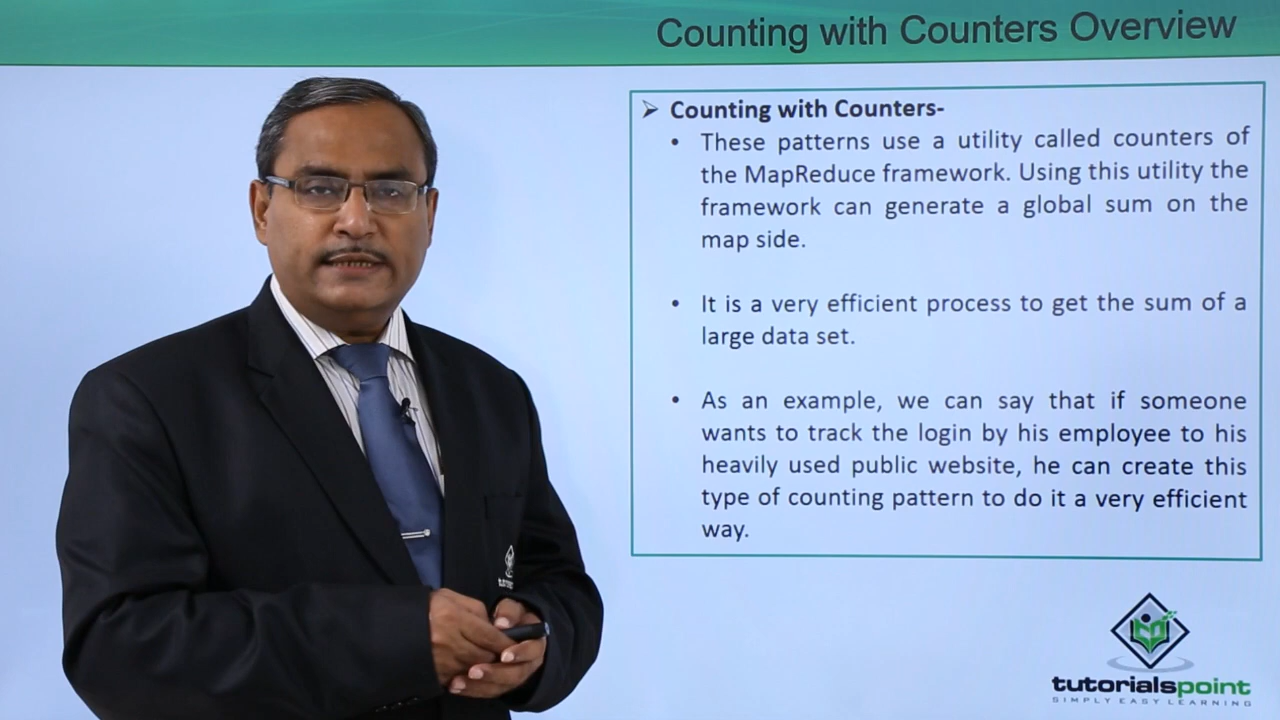 Counting with Counters Overview
➢ Counting with Counters-
• These patterns use a utility called counters of
the MapReduce framework. Using this utility the
framework can generate a global sum on the
map side.
• It is a very efficient process to get the sum of a
large data set.
• As an example, we can say that if someone
wants to track the login by his employee to his
heavily used public website, he can create this
type of counting pattern to do it a very efficient
way.
tutorialspoint
SIMPLY EASY LEARNING